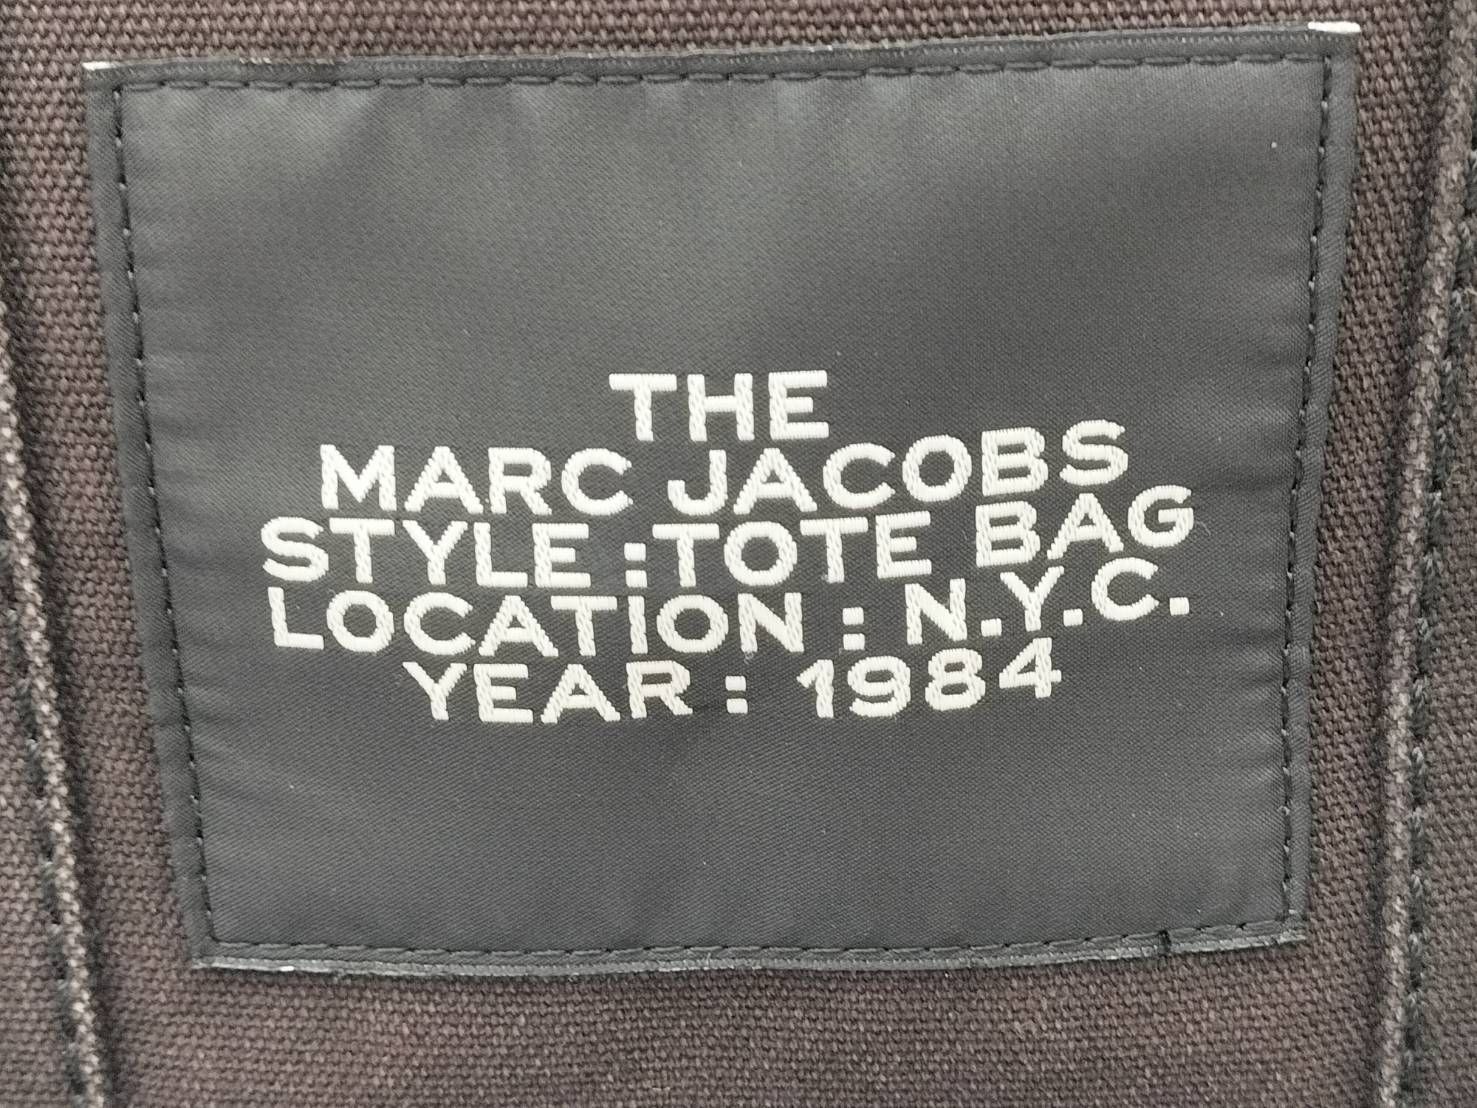 THE
MARC JACOBS
STYLE :TOTE BAG
LOCATION : N.Y.C.
YEAR : 1984